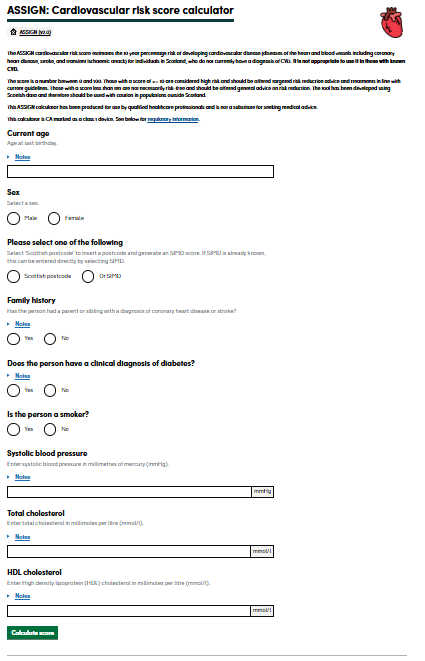 ASSIGN: Cardiovascular risk score calculator
ASSIGN (v2.0)
The ASSIGN cardiovascular risk score estimates the 10 year percentage risk of developing cardiovascular disease (diseases of the heart and blood vessels including coronary
heart disease, stroke, and transient ischaemic attack) for individuals in Scotland, who do not currently have a diagnosis of CVD. It is not appropriate to use it in those with known
CVD.
The score is a number between 0 and 100. Those with a score of >= 10 are considered high risk and should be offered targeted risk reduction advice and treatments in line with
current guidelines. Those with a score less than ten are not necessarily risk-free and should be offered general advice on risk reduction. The tool has been developed using
Scottish data and therefore should be used with caution in populations outside Scotland.
This ASSIGN calculator has been produced for use by qualified healthcare professionals and is not a substitute for seeking medical advice.
This calculator is CA marked as a class 1 device. See below for regulatory information.
Current age
Age at last birthday.
Notes
Sex
Select a sex.
Male Female
Please select one of the following
Select 'Scottish postcode' to insert a postcode and generate an SIMD score. If SIMD is already known,
this can be entered directly by selecting SIMD.
Scottish postcode Or SIMD
Family history
Has the person had a parent or sibling with a diagnosis of coronary heart disease or stroke?
Notes
Yes No
Does the person have a clinical diagnosis of diabetes?
Notes
Yes No
Is the person a smoker?
Yes No
Systolic blood pressure
Enter systolic blood pressure in millimetres of mercury (mmHg).
Notes
mmHg
Total cholesterol
Enter total cholesterol in millimoles per litre (mmol/l).
Notes
mmol/l
HDL cholesterol
Enter High density lipoprotein (HDL) cholesterol in millimoles per litre (mmol/l).
Notes
mmol/l
Calculate score